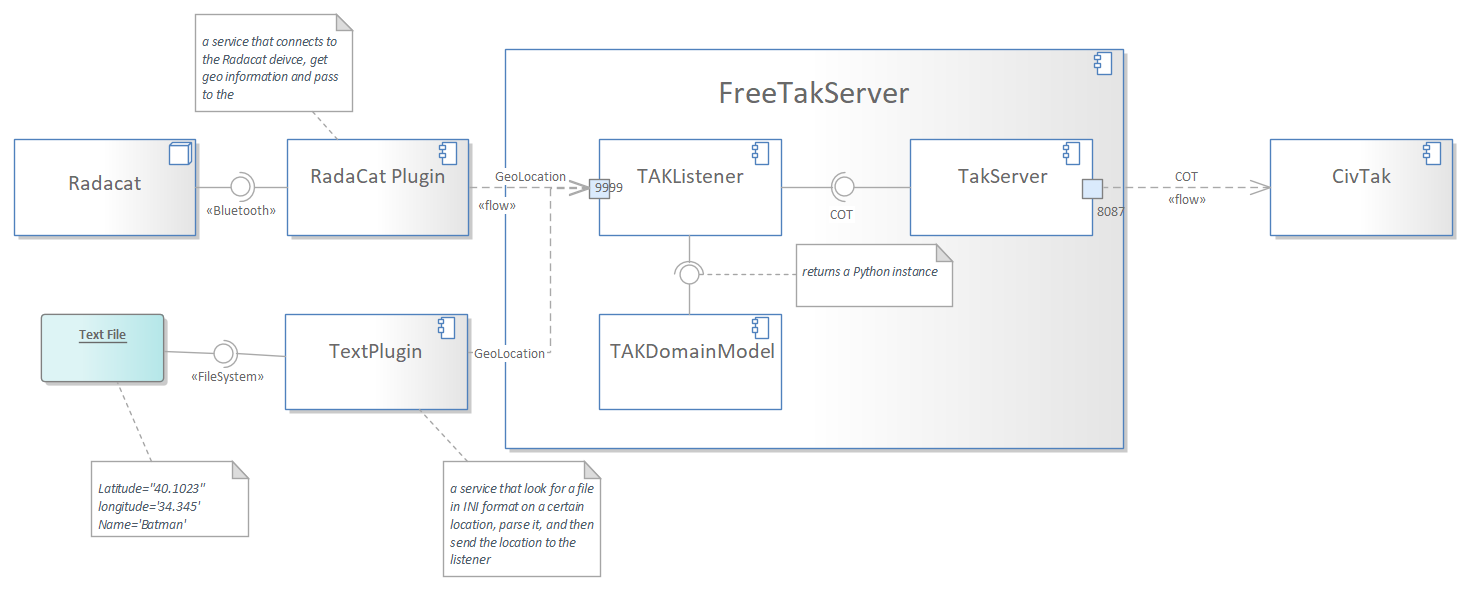 a service that connects to
the Radacat deivce, get
geo information and pass
to the
FreeTakServer
Radacat
«Bluetooth»
RadaCat Plugin
GeoLocation
«flow»
9999
TAKListener
COT
TakServer
8087
COT
«flow»
CivTak
returns a Python instance
Text File
«FileSystem»
TextPlugin
GeoLocation
TAKDomainModel
Latitude="40.1023"
longitude='34.345'
Name='Batman'
a service that look for a file
in INI format on a certain
location, parse it, and then
send the location to the
listener